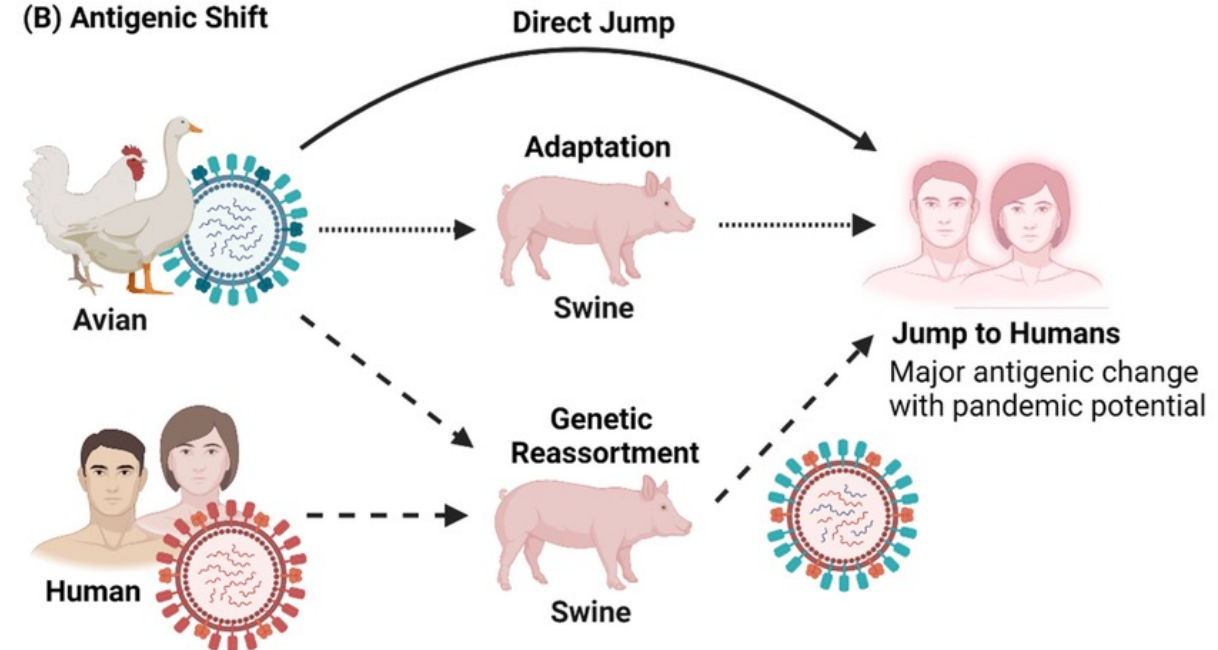 (B) Antigenic Shift
Direct Jump
Adaptation
Swine
Avian
Jump to Humans
Major antigenic change
with pandemic potential
Genetic
Reassortment
Human
Swine